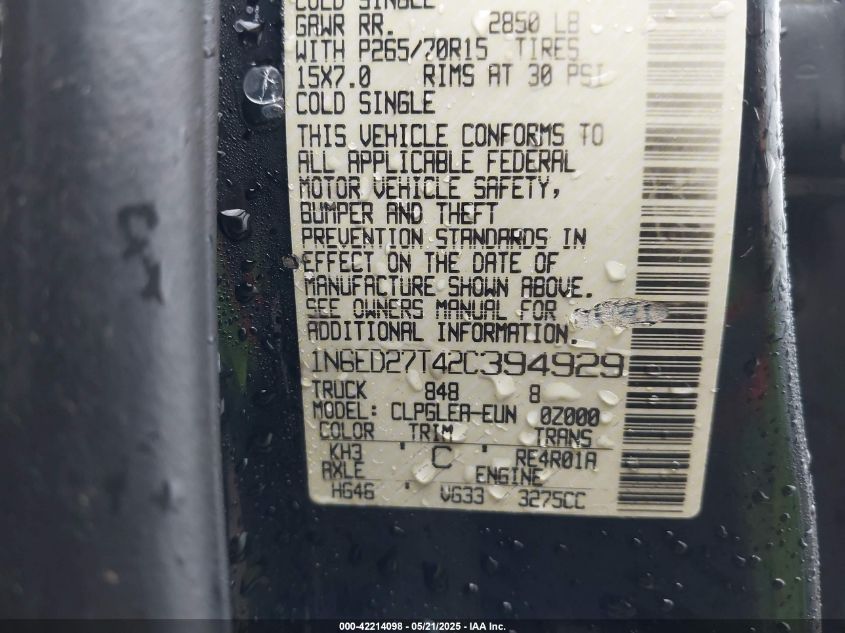 COLD SINGLE
GAWR RR. 2850 LB
WITH P265/70R15 TIRES
15X7.0 RIMS AT 30 PSI
COLD SINGLE
THIS VEHICLE CONFORMS TO
ALL APPLICABLE FEDERAL
MOTOR VEHICLE SAFETY,
BUMPER AND THEFT
PREVENTION STANDARDS IN
EFFECT ON THE DATE OF
MANUFACTURE SHOWN ABOVE.
SEE OWNERS MANUAL FOR
ADDITIONAL INFORMATION.
1N6ED27T42C394929
TRUCK 848 8
MODEL: CLPGLEA-EUN 0Z000
COLOR TRIM TRANS
KH3 ' C ' RE4R01A
AXLE ENGINE
HG46 ' VG33 3275CC
000-42214098 - 05/21/2025 - IAA Inc.